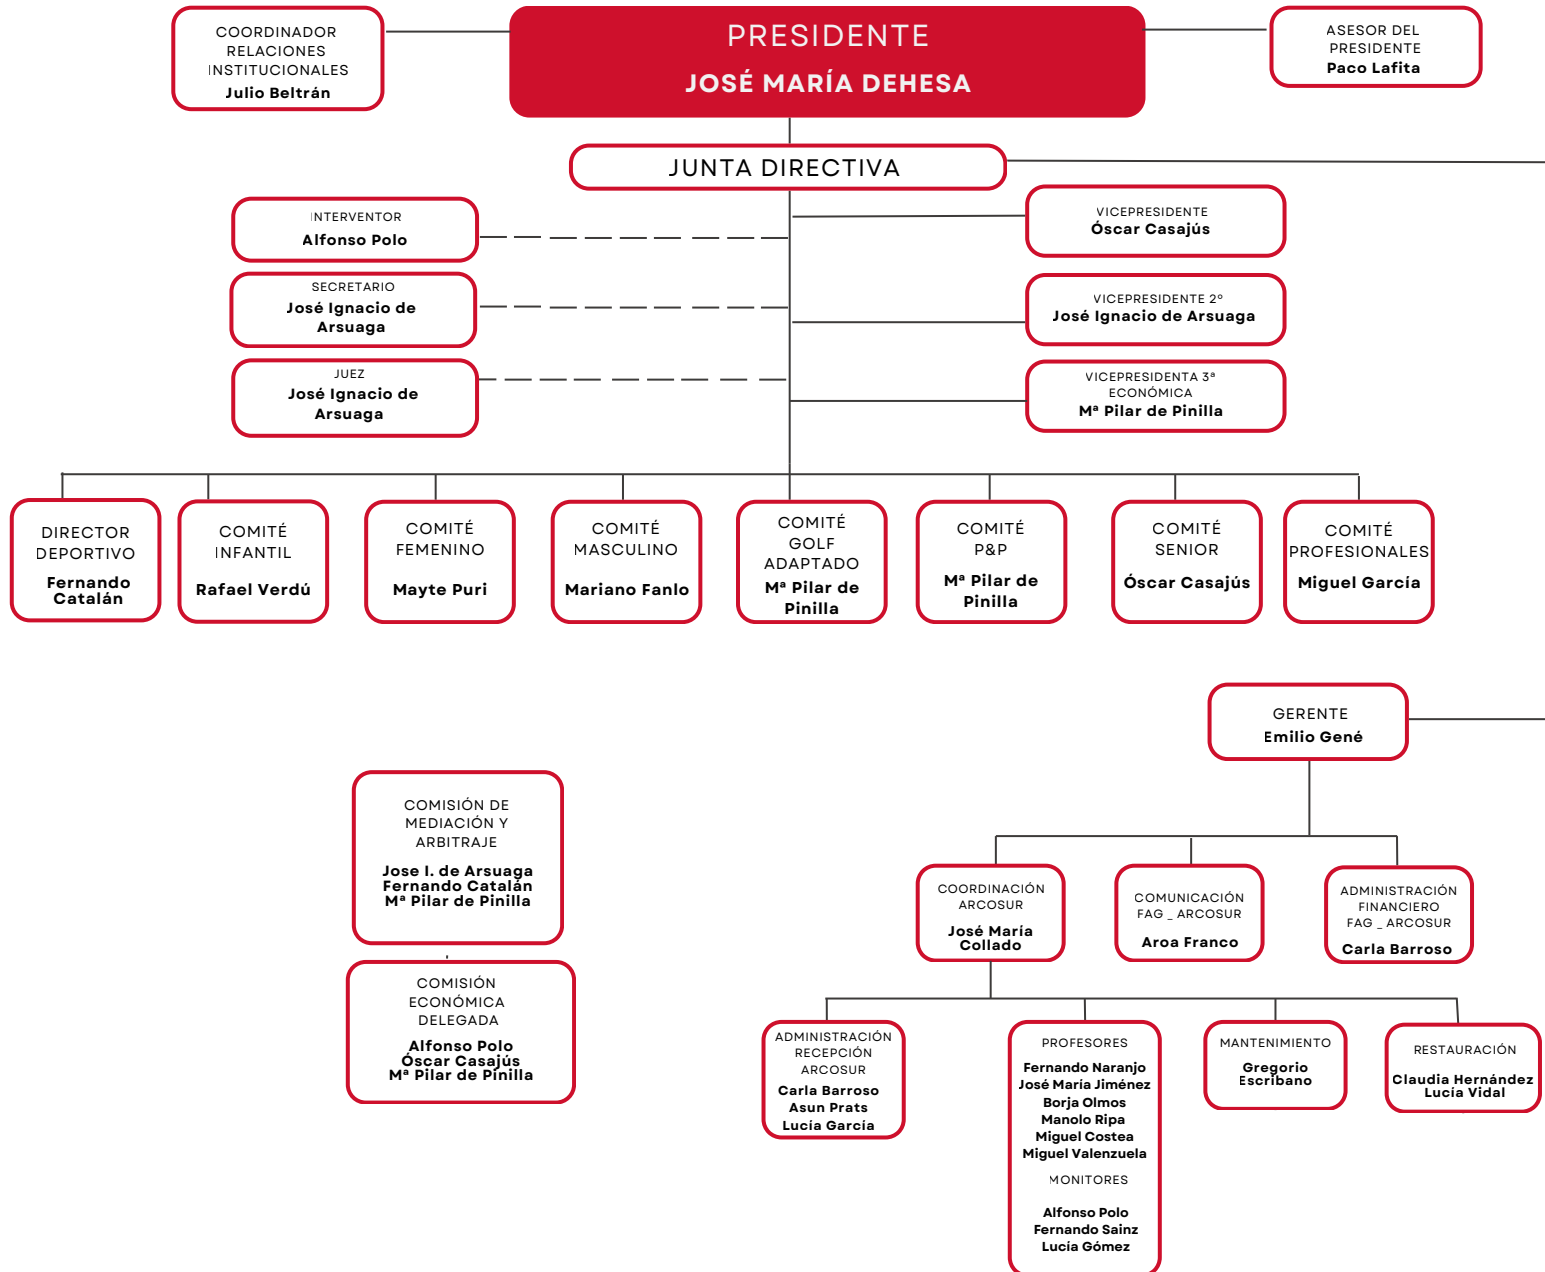 COORDINADOR
RELACIONES
INSTITUCIONALES
Julio Beltrán
PRESIDENTE
JOSÉ MARÍA DEHESA
ASESOR DEL
PRESIDENTE
Paco Lafita
JUNTA DIRECTIVA
INTERVENTOR
Alfonso Polo
SECRETARIO
José Ignacio de
Arsuaga
JUEZ
José Ignacio de
Arsuaga
VICEPRESIDENTE
Óscar Casajús
VICEPRESIDENTE 2º
José Ignacio de Arsuaga
VICEPRESIDENTA 3ª
ECONÓMICA
Mª Pilar de Pinilla
DIRECTOR
DEPORTIVO
Fernando
Catalán
COMITÉ
INFANTIL
Rafael Verdú
COMITÉ
FEMENINO
Mayte Puri
COMITÉ
MASCULINO
Mariano Fanlo
COMITÉ
GOLF
ADAPTADO
Mª Pilar de
Pinilla
COMITÉ
P&P
Mª Pilar de
Pinilla
COMITÉ
SENIOR
Óscar Casajús
COMITÉ
PROFESIONALES
Miguel García
GERENTE
Emilio Gené
COMISIÓN DE
MEDIACIÓN Y
ARBITRAJE
Jose I. de Arsuaga
Fernando Catalán
Mª Pilar de Pinilla
COMISIÓN
ECONÓMICA
DELEGADA
Alfonso Polo
Óscar Casajús
Mª Pilar de Pinilla
COORDINACIÓN
ARCOSUR
José María
Collado
COMUNICACIÓN
FAG _ ARCOSUR
Aroa Franco
ADMINISTRACIÓN
FINANCIERO
FAG _ ARCOSUR
Carla Barroso
ADMINISTRACIÓN
RECEPCIÓN
ARCOSUR
Carla Barroso
Asun Prats
Lucía García
PROFESORES
Fernando Naranjo
José María Jiménez
Borja Olmos
Manolo Ripa
Miguel Costea
Miguel Valenzuela
MONITORES
Alfonso Polo
Fernando Sainz
Lucía Gómez
MANTENIMIENTO
Gregorio
Escribano
RESTAURACIÓN
Claudia Hernández
Lucía Vidal